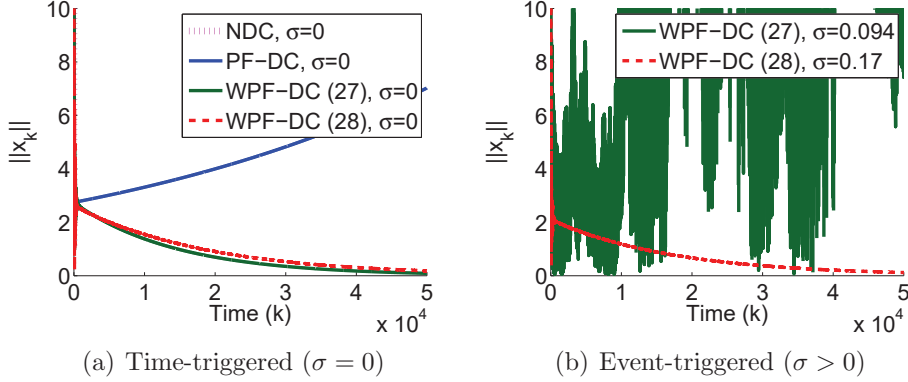 10
8
6
4
2
0
||x_k||
NDC, σ=0
PF−DC, σ=0
WPF−DC (27), σ=0
WPF−DC (28), σ=0
0 1 2 3 4 5
Time (k)
x 10^4
(a) Time-triggered (σ = 0)
10
8
6
4
2
0
||x_k||
WPF−DC (27), σ=0.094
WPF−DC (28), σ=0.17
0 1 2 3 4 5
Time (k)
x 10^4
(b) Event-triggered (σ > 0)